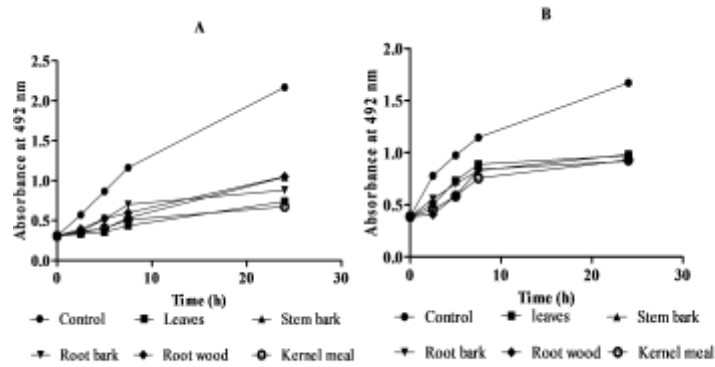 A
B
Absorbance at 492 nm
2.5
2.0
1.5
1.0
0.5
0.0
0 10 20 30
Time (h)
Control Leaves Stem bark
Root bark Root wood Kernel meal
Absorbance at 492 nm
2.0
1.5
1.0
0.5
0.0
0 10 20 30
Time (h)
Control leaves Stem bark
Root bark Root wood Kernel meal